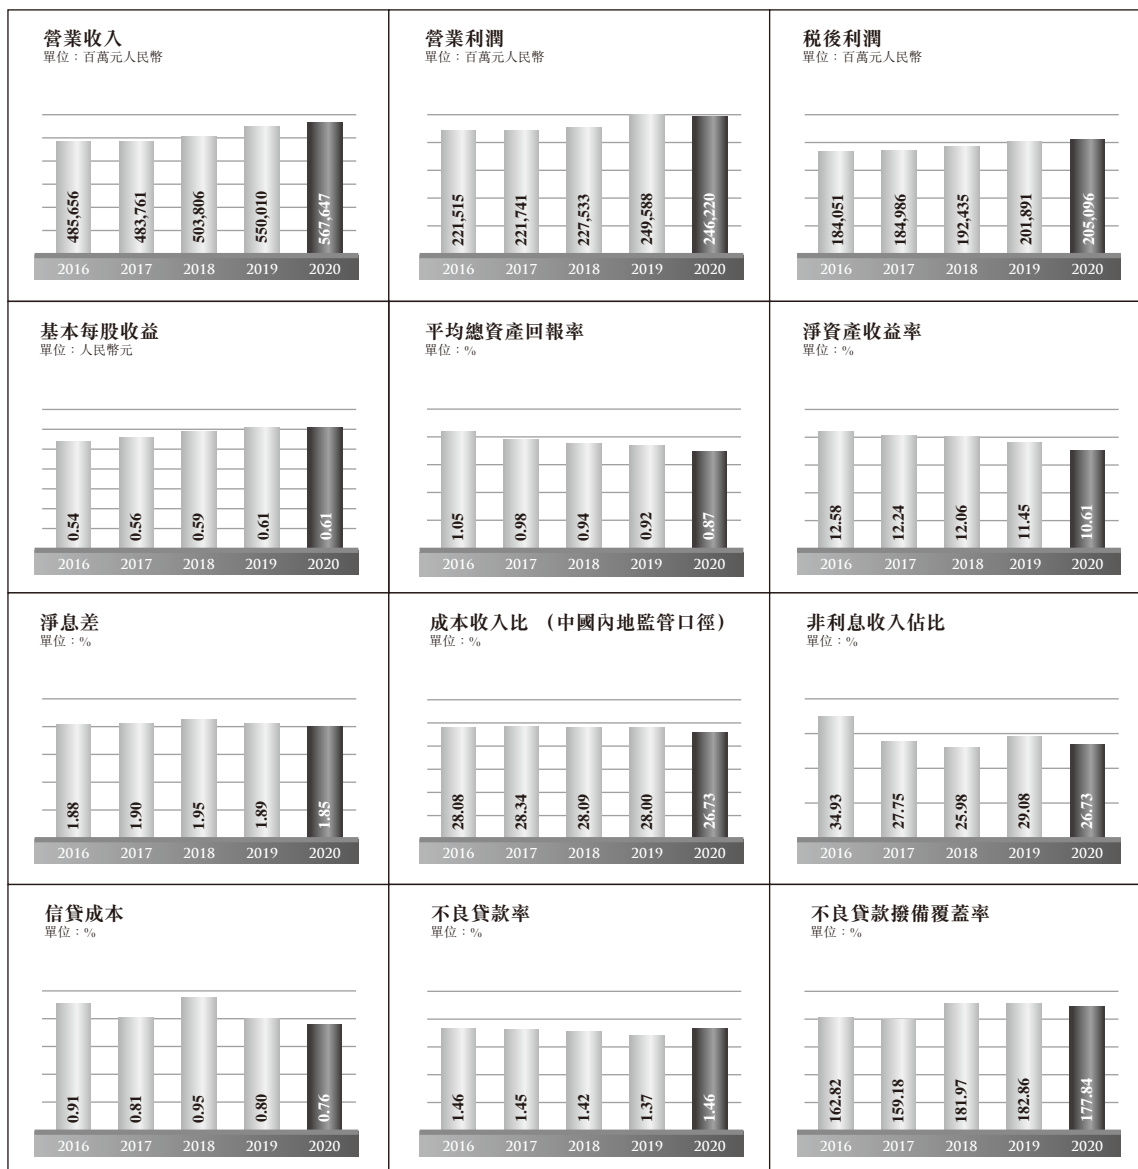 營業收入
單位：百萬元人民幣
485,656
483,761
503,806
550,010
567,647
2016 2017 2018 2019 2020
營業利潤
單位：百萬元人民幣
221,515
221,741
227,533
249,588
246,220
2016 2017 2018 2019 2020
稅後利潤
單位：百萬元人民幣
184,051
184,986
192,435
201,891
205,096
2016 2017 2018 2019 2020
基本每股收益
單位：人民幣元
0.54
0.56
0.59
0.61
0.61
2016 2017 2018 2019 2020
平均總資產回報率
單位：%
1.05
0.98
0.94
0.92
0.87
2016 2017 2018 2019 2020
淨資產收益率
單位：%
12.58
12.24
12.06
11.45
10.61
2016 2017 2018 2019 2020
淨息差
單位：%
1.88
1.90
1.95
1.89
1.85
2016 2017 2018 2019 2020
成本收入比 （中國內地監管口徑）
單位：%
28.08
28.34
28.09
28.00
26.73
2016 2017 2018 2019 2020
非利息收入佔比
單位：%
34.93
27.75
25.98
29.08
26.73
2016 2017 2018 2019 2020
信貸成本
單位：%
0.91
0.81
0.95
0.80
0.76
2016 2017 2018 2019 2020
不良貸款率
單位：%
1.46
1.45
1.42
1.37
1.46
2016 2017 2018 2019 2020
不良貸款撥備覆蓋率
單位：%
162.82
159.18
181.97
182.86
177.84
2016 2017 2018 2019 2020